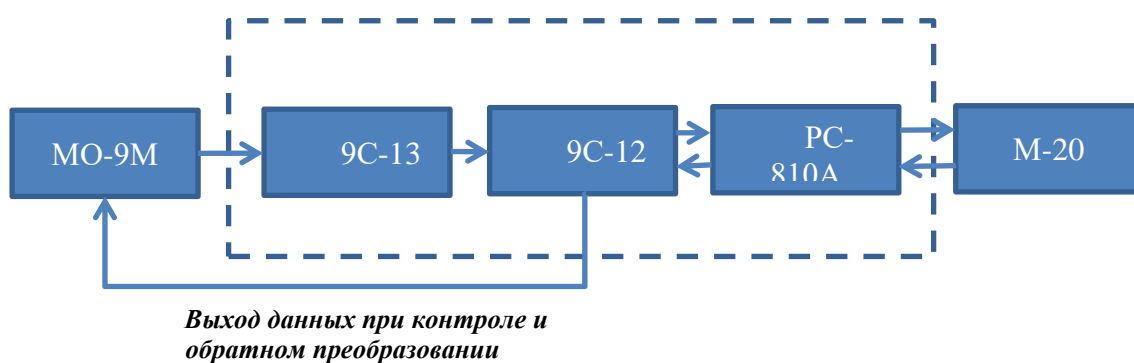 МО-9М
9С-13
9С-12
РС-
810А
М-20
Выход данных при контроле и
обратном преобразовании